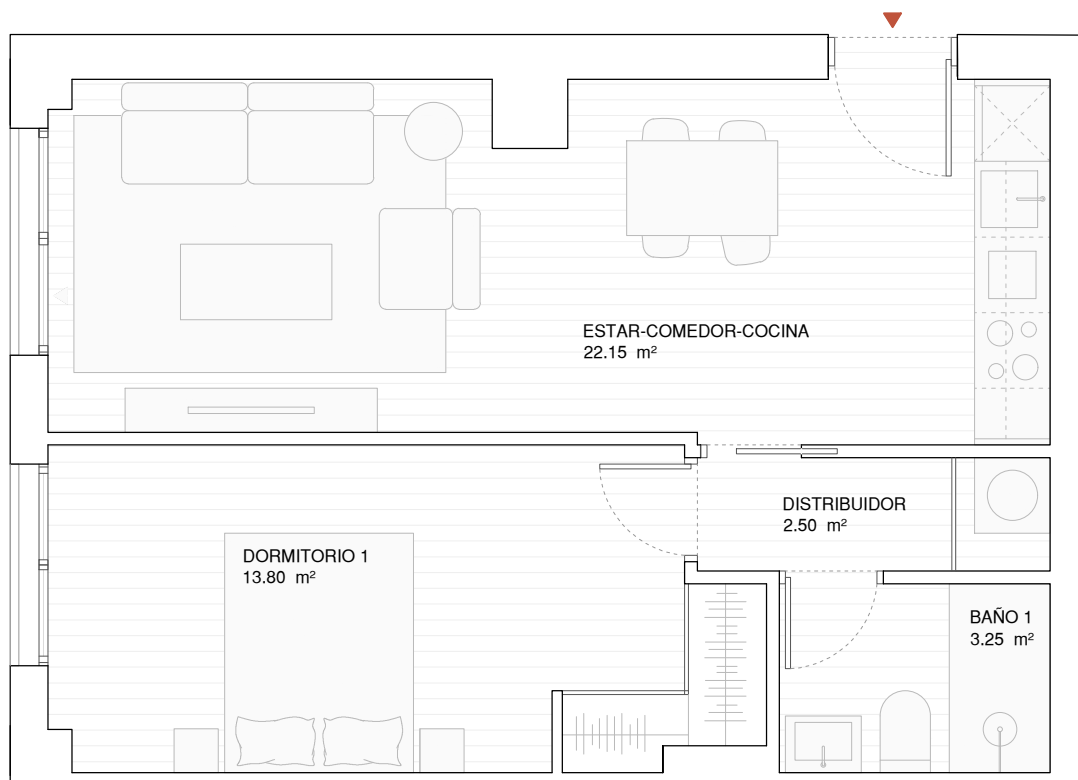 ESTAR-COMEDOR-COCINA
22.15 m²
DISTRIBUIDOR
2.50 m²
DORMITORIO 1
13.80 m²
BAÑO 1
3.25 m²